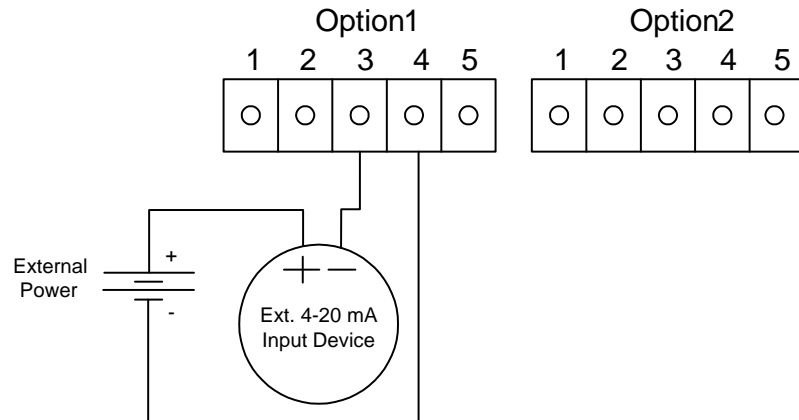 Option1 Option2
1 2 3 4 5 1 2 3 4 5
+
External
Power
-
+ −
Ext. 4-20 mA
Input Device